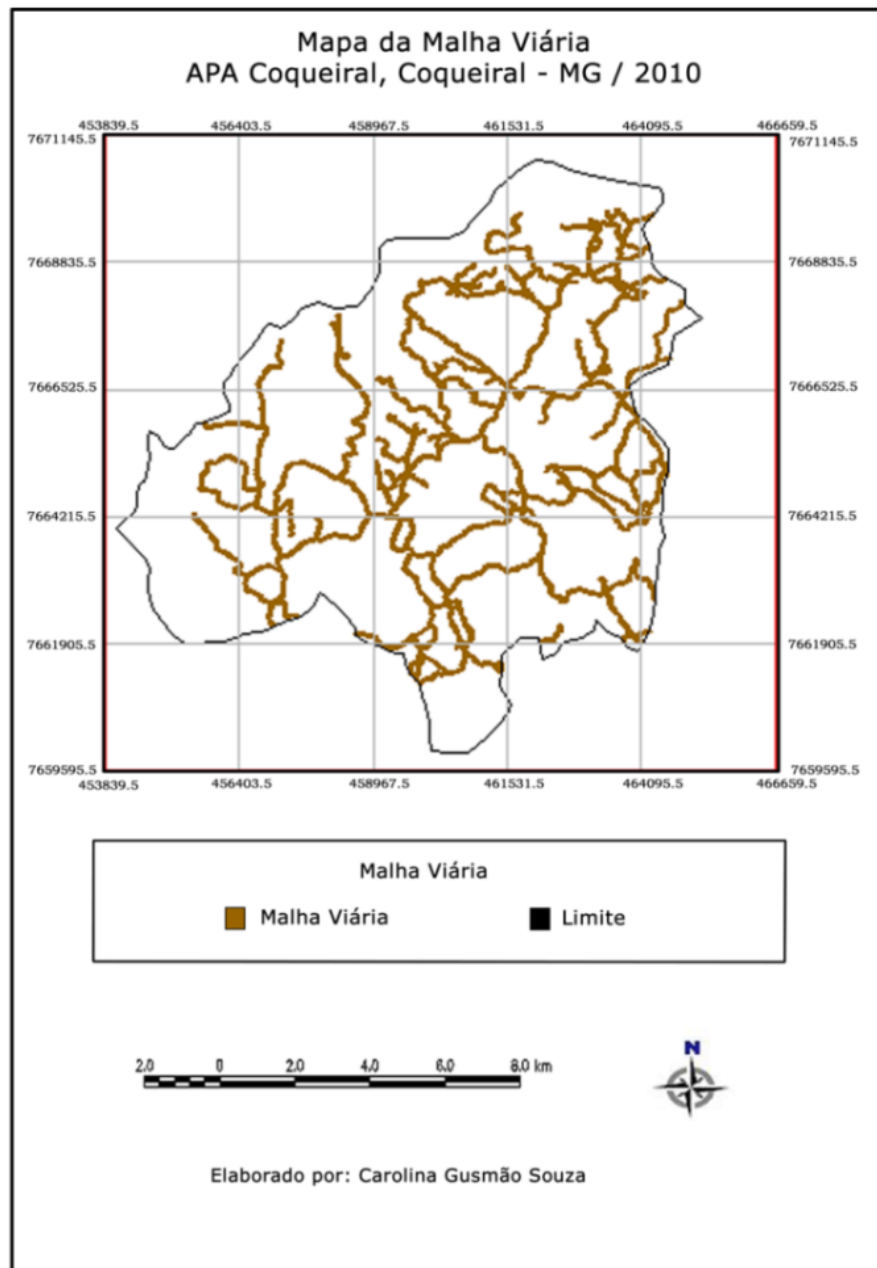 Mapa da Malha Viária
APA Coqueiral, Coqueiral - MG / 2010
453839.5 456403.5 458967.5 461531.5 464095.5 466659.5
7671145.5 7671145.5
7668835.5 7668835.5
7666525.5 7666525.5
7664215.5 7664215.5
7661905.5 7661905.5
7659595.5 7659595.5
453839.5 456403.5 458967.5 461531.5 464095.5 466659.5
Malha Viária
Malha Viária Limite
2.0 0 2.0 4.0 6.0 8.0 km
N
Elaborado por: Carolina Gusmão Souza